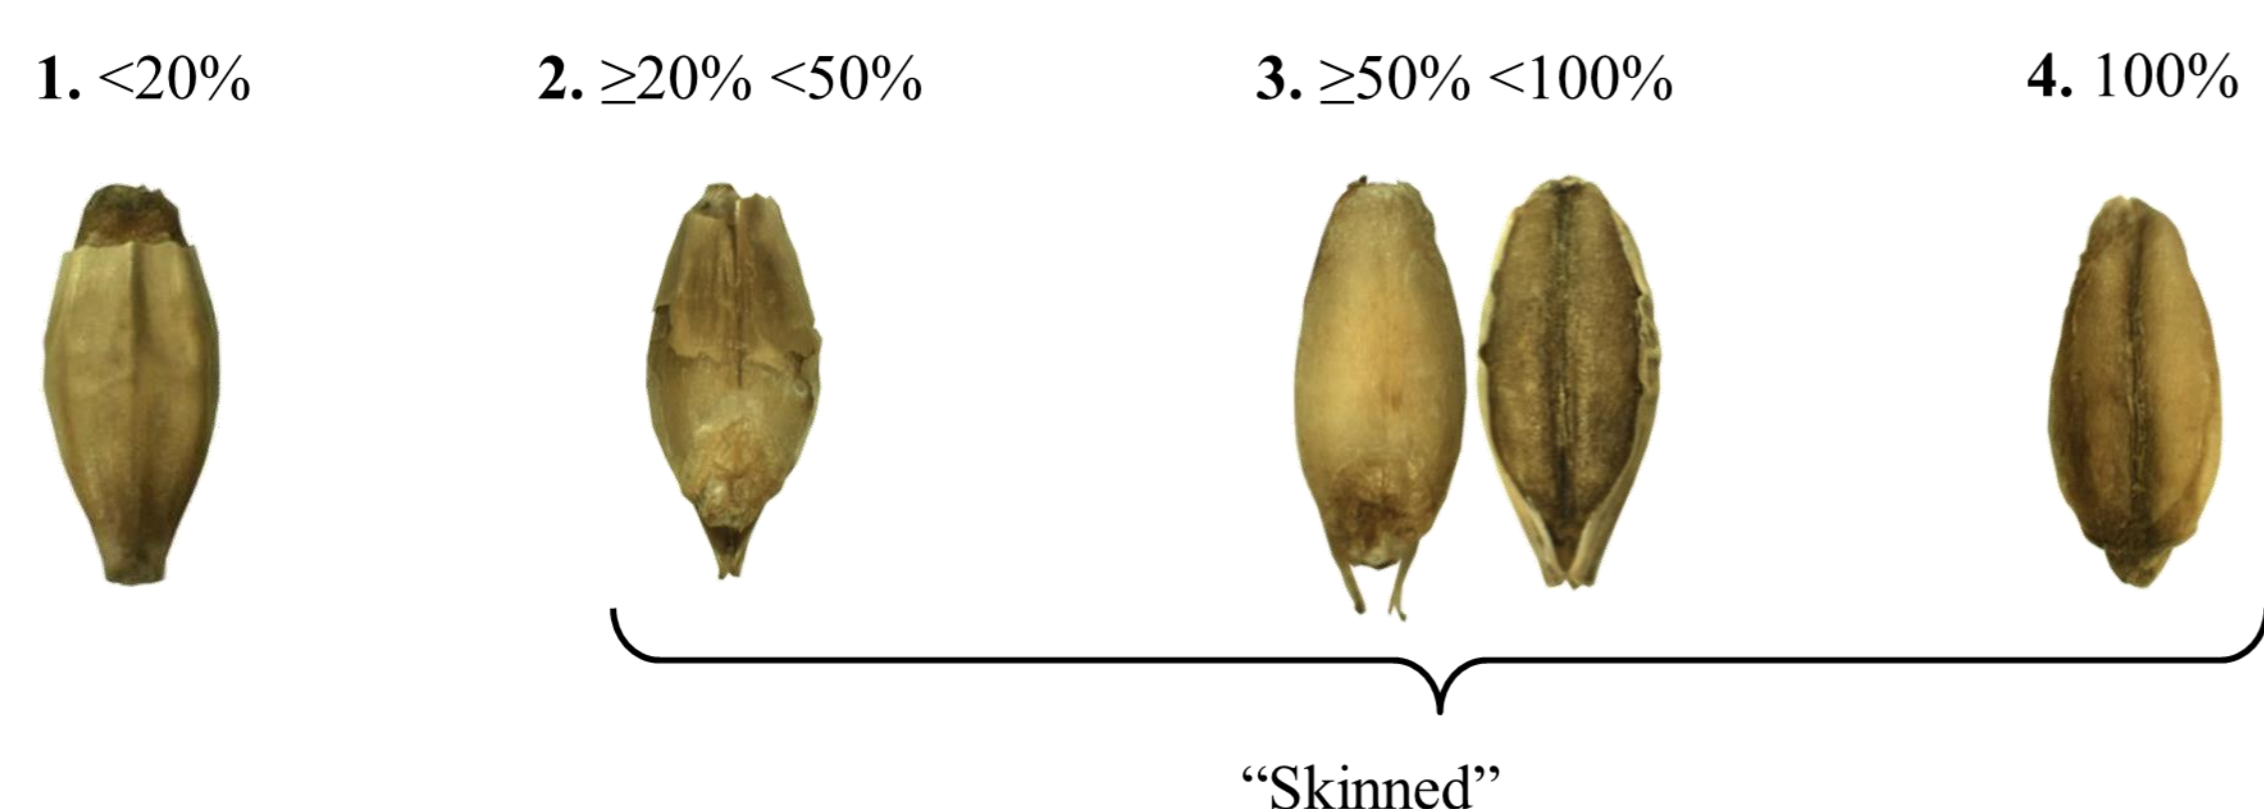 1. <20% 2. ≥20% <50% 3. ≥50% <100% 4. 100%
“Skinned”